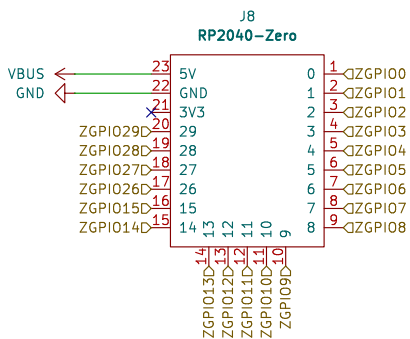 J8
RP2040-Zero
VBUS 23 5V 0 1 ZGPIO0
GND 22 GND 1 2 ZGPIO1
21 3V3 2 3 ZGPIO2
ZGPIO29 20 29 3 4 ZGPIO3
ZGPIO28 19 28 4 5 ZGPIO4
ZGPIO27 18 27 5 6 ZGPIO5
ZGPIO26 17 26 6 7 ZGPIO6
ZGPIO15 16 15 7 8 ZGPIO7
ZGPIO14 15 14 8 9 ZGPIO8
13 12 11 10 9
14 13 12 11 10
ZGPIO13 ZGPIO12 ZGPIO11 ZGPIO10 ZGPIO9